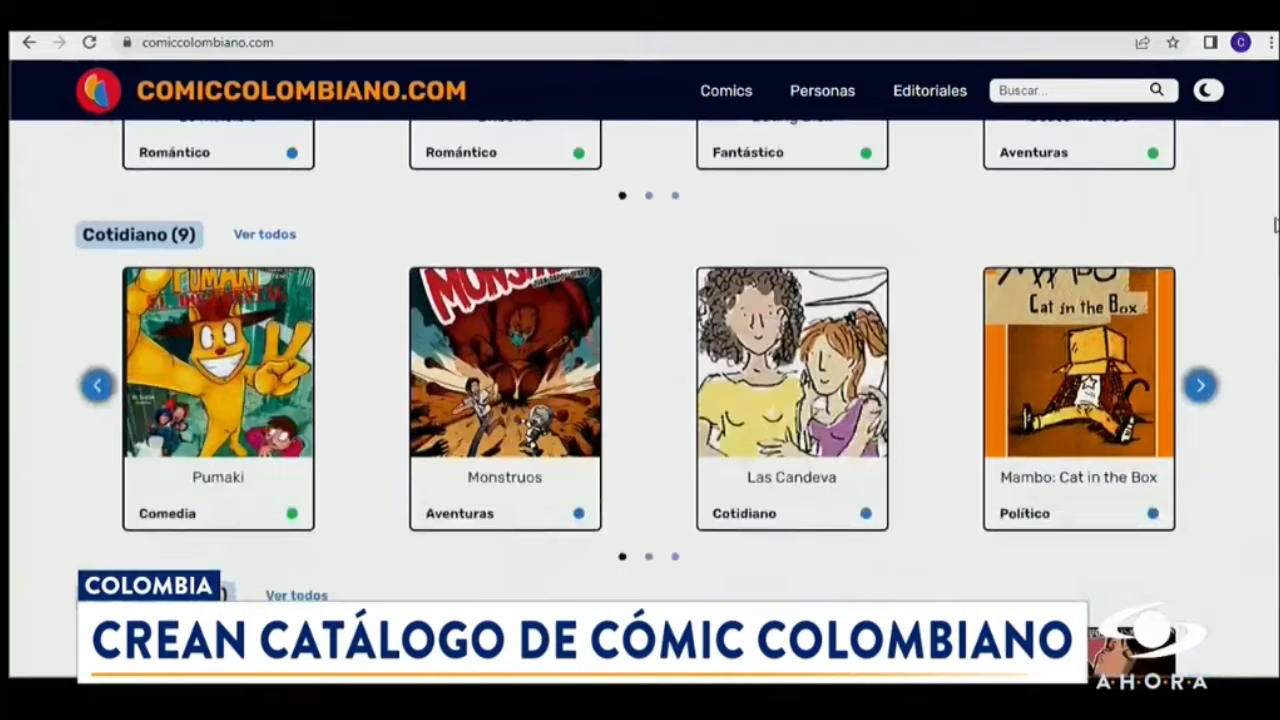 comiccolombiano.com
C
COMICCOLOMBIANO.COM
Comics
Personas
Editoriales
Buscar...
Romántico
Romántico
Fantástico
Aventuras
Cotidiano (9)
Ver todos
PUMAKI
Cat in the Box
Pumaki
Monstruos
Las Candeva
Mambo: Cat in the Box
Comedia
Aventuras
Cotidiano
Político
COLOMBIA
Ver todos
CREAN CATÁLOGO DE CÓMIC COLOMBIANO
A·H·O·R·A